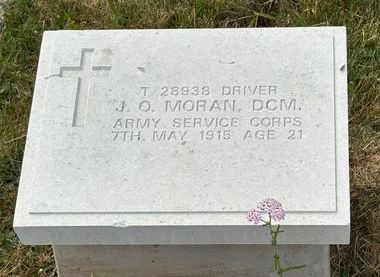 T. 28938 DRIVER
J. O. MORAN, DCM.
ARMY SERVICE CORPS
7TH. MAY 1915 AGE 21